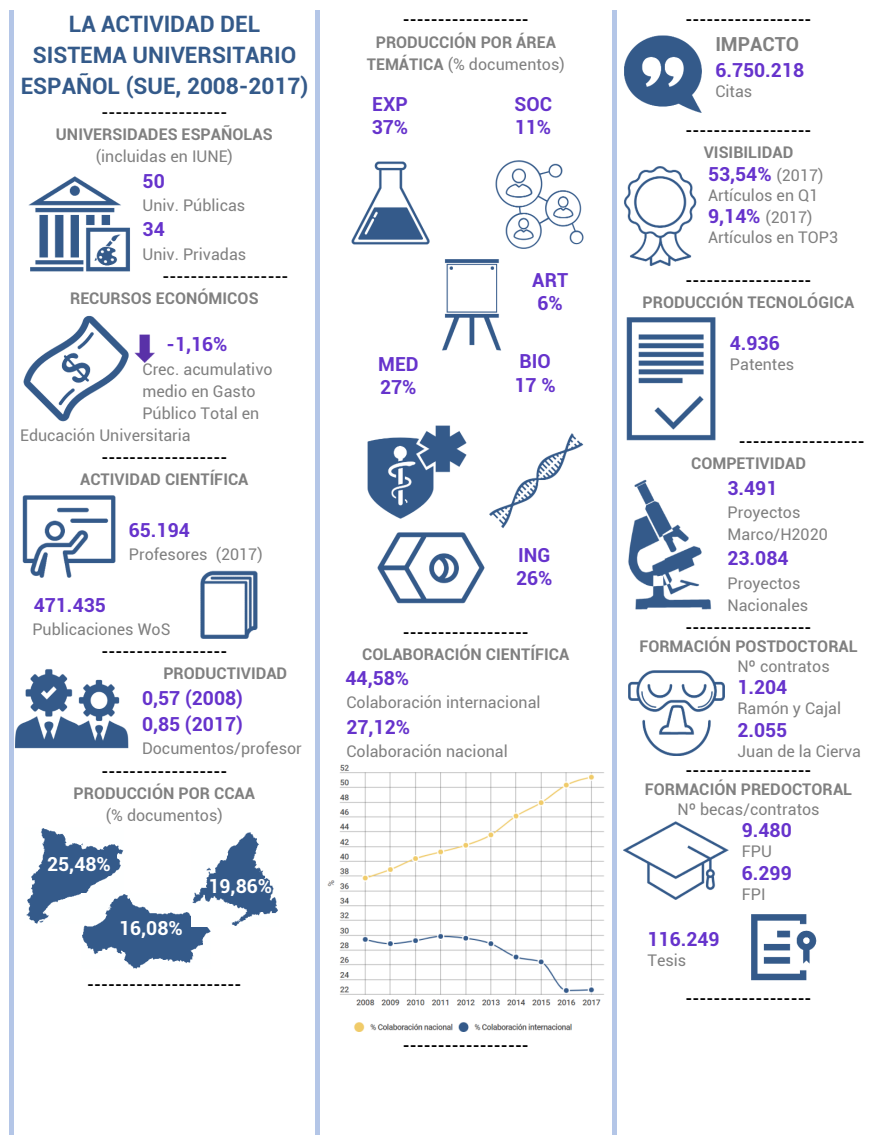 LA ACTIVIDAD DEL
SISTEMA UNIVERSITARIO
ESPAÑOL (SUE, 2008-2017)
UNIVERSIDADES ESPAÑOLAS
(incluidas en IUNE)
50
Univ. Públicas
34
Univ. Privadas
RECURSOS ECONÓMICOS
$
-1,16%
Crec. acumulativo
medio en Gasto
Público Total en
Educación Universitaria
ACTIVIDAD CIENTÍFICA
65.194
Profesores (2017)
471.435
Publicaciones WoS
PRODUCTIVIDAD
0,57 (2008)
0,85 (2017)
Documentos/profesor
PRODUCCIÓN POR CCAA
(% documentos)
25,48%
19,86%
16,08%
PRODUCCIÓN POR ÁREA
TEMÁTICA (% documentos)
EXP
37%
SOC
11%
ART
6%
MED
27%
BIO
17 %
ING
26%
COLABORACIÓN CIENTÍFICA
44,58%
Colaboración internacional
27,12%
Colaboración nacional
52
50
48
46
44
42
40
38
36
34
32
30
28
26
24
22
%
2008 2009 2010 2011 2012 2013 2014 2015 2016 2017
% Colaboración nacional % Colaboración internacional
IMPACTO
6.750.218
Citas
VISIBILIDAD
53,54% (2017)
Artículos en Q1
9,14% (2017)
Artículos en TOP3
PRODUCCIÓN TECNOLÓGICA
4.936
Patentes
COMPETIVIDAD
3.491
Proyectos
Marco/H2020
23.084
Proyectos
Nacionales
FORMACIÓN POSTDOCTORAL
Nº contratos
1.204
Ramón y Cajal
2.055
Juan de la Cierva
FORMACIÓN PREDOCTORAL
Nº becas/contratos
9.480
FPU
6.299
FPI
116.249
Tesis